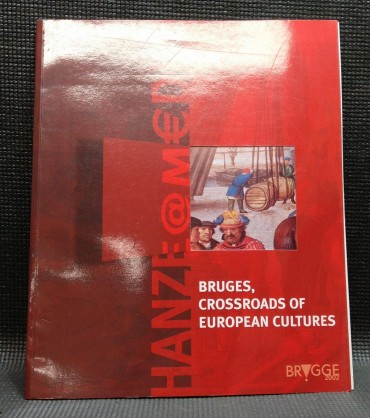 HANZE@M€D
BRUGES,
CROSSROADS OF
EUROPEAN CULTURES
BRUGGE
2002